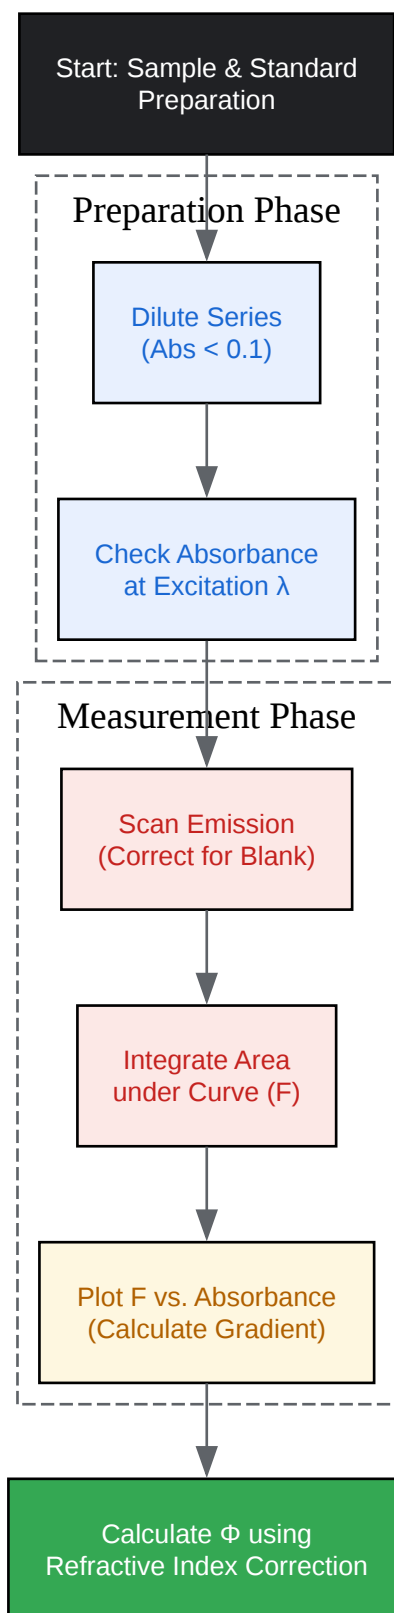 Start: Sample & Standard
Preparation
Preparation Phase
Dilute Series
(Abs < 0.1)
Check Absorbance
at Excitation λ
Measurement Phase
Scan Emission
(Correct for Blank)
Integrate Area
under Curve (F)
Plot F vs. Absorbance
(Calculate Gradient)
Calculate Φ using
Refractive Index Correction